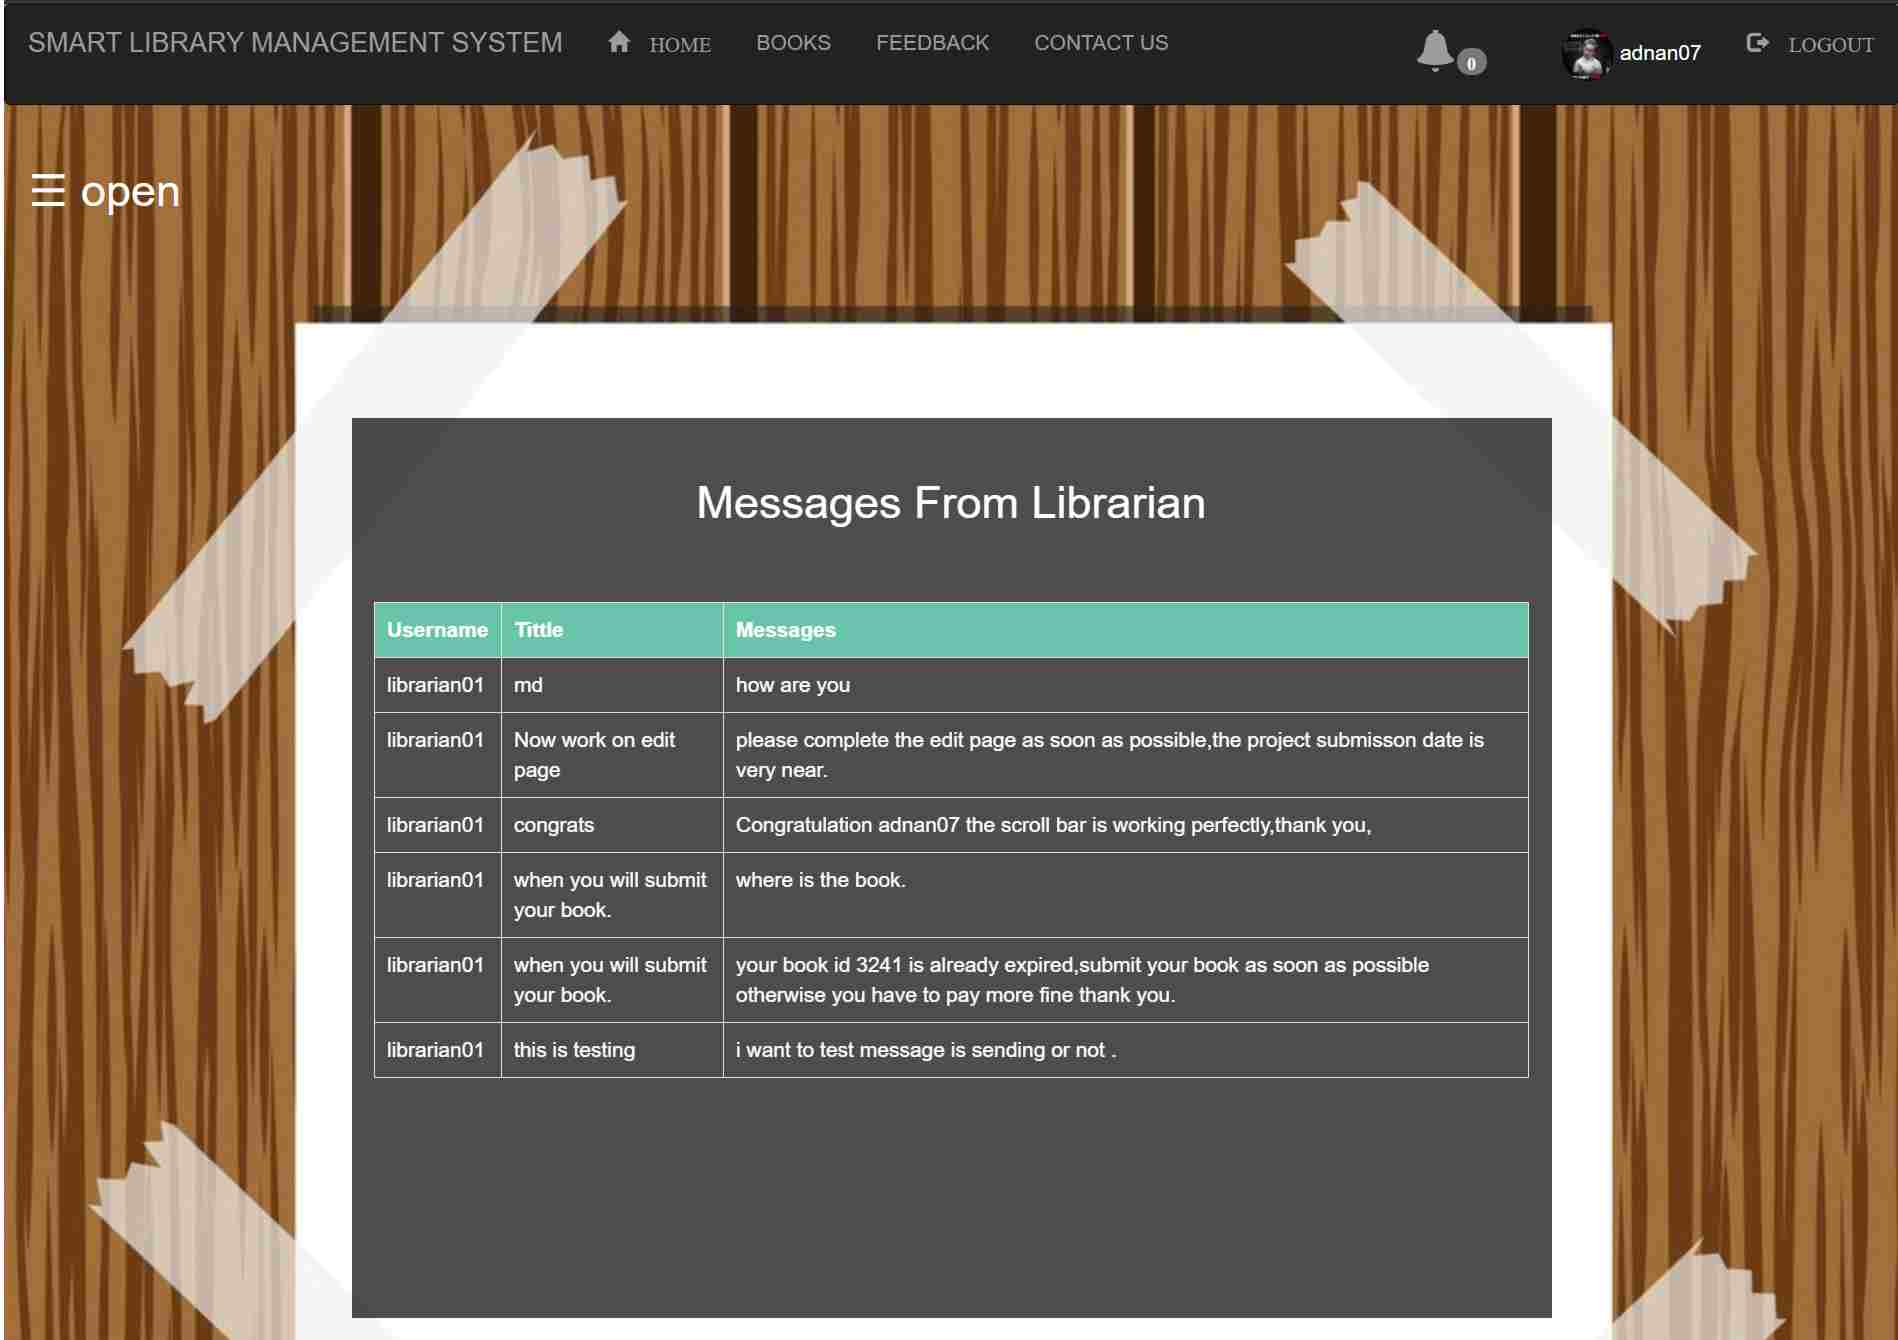 SMART LIBRARY MANAGEMENT SYSTEM HOME BOOKS FEEDBACK CONTACT US 0 adnan07 LOGOUT
☰ open
Messages From Librarian
Username Tittle Messages
librarian01 md how are you
librarian01 Now work on edit please complete the edit page as soon as possible,the project submisson date is
page very near.
librarian01 congrats Congratulation adnan07 the scroll bar is working perfectly,thank you,
librarian01 when you will submit where is the book.
your book.
librarian01 when you will submit your book id 3241 is already expired,submit your book as soon as possible
your book. otherwise you have to pay more fine thank you.
librarian01 this is testing i want to test message is sending or not .